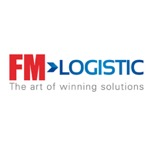 FM LOGISTIC
The art of winning solutions